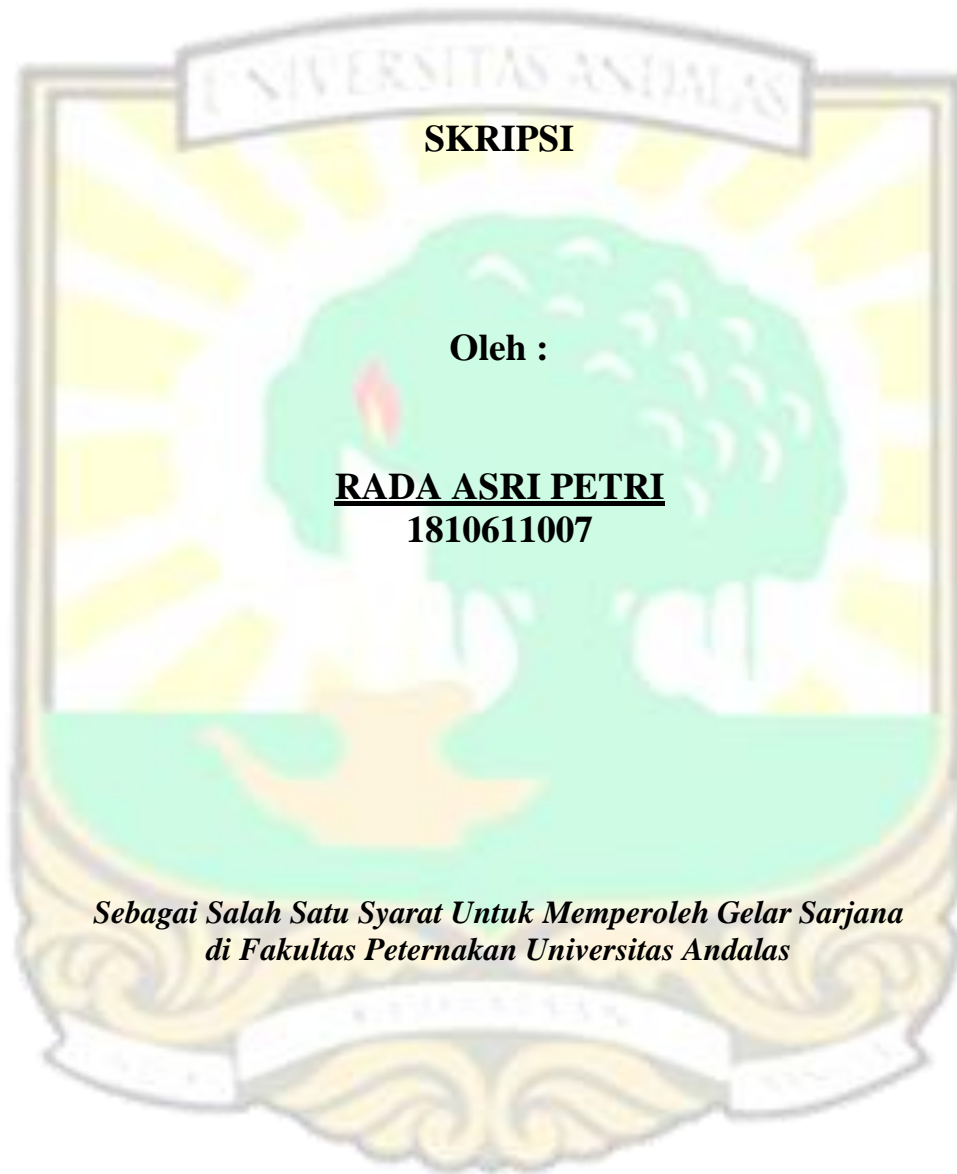 UNIVERSITAS ANDALAS
SKRIPSI
Oleh :
RADA ASRI PETRI
1810611007
Sebagai Salah Satu Syarat Untuk Memperoleh Gelar Sarjana
di Fakultas Peternakan Universitas Andalas